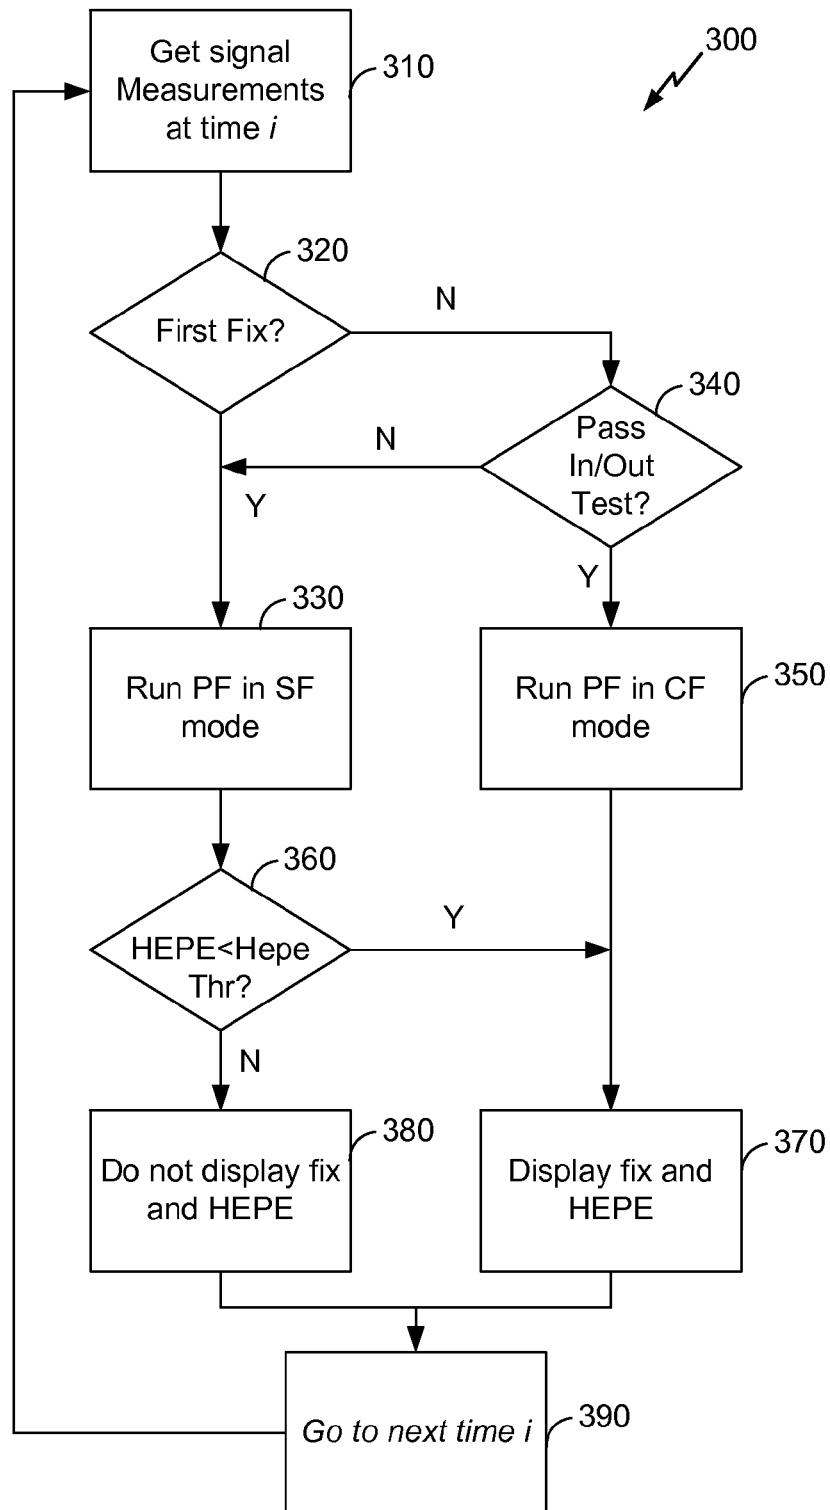 300
Get signal
Measurements
at time i
310
320
First Fix?
N
340
Pass
In/Out
Test?
N
Y
Y
330
Run PF in SF
mode
Run PF in CF
mode
350
360
HEPE<Hepe
Thr?
Y
N
380
Do not display fix
and HEPE
370
Display fix and
HEPE
Go to next time i
390